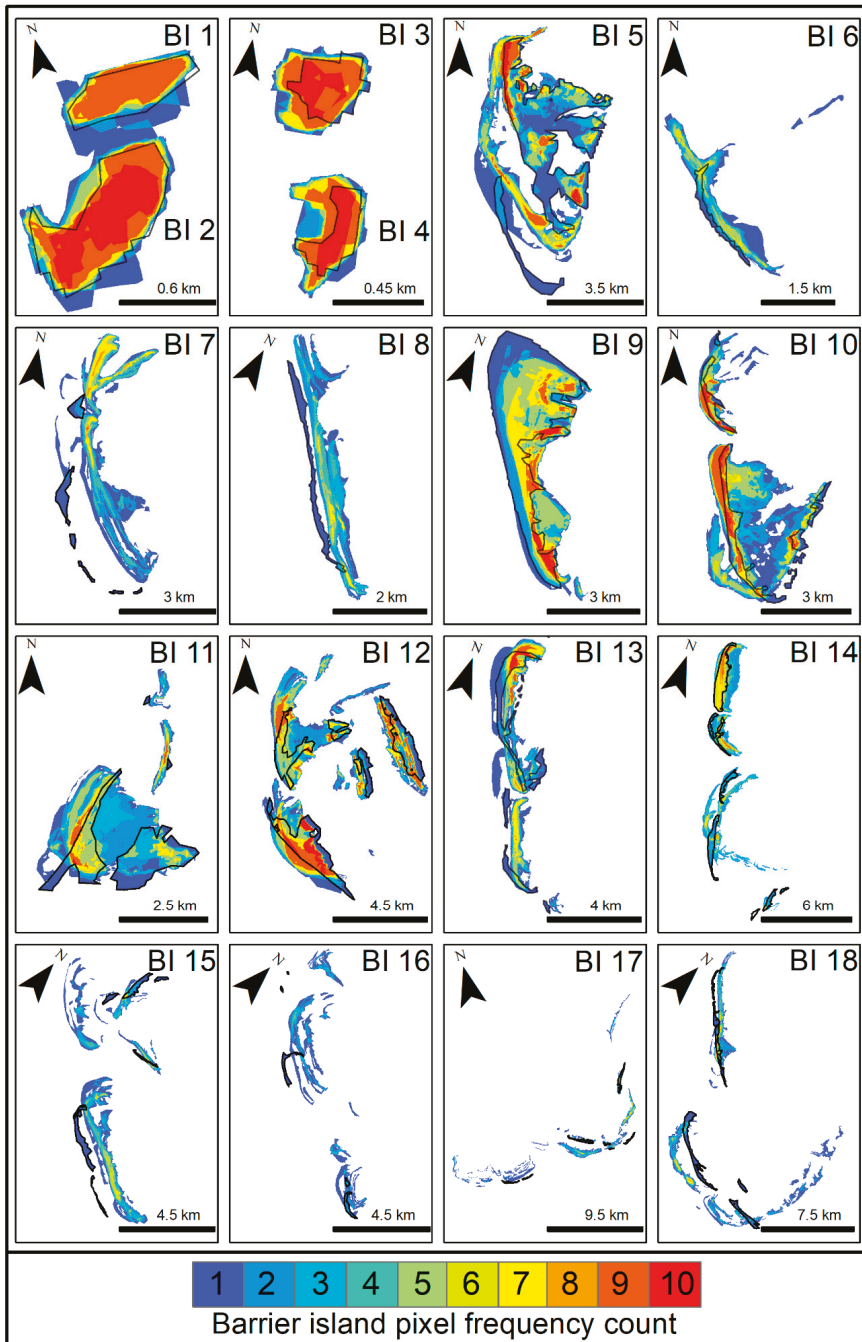 N
BI 1
BI 2
0.6 km
N
BI 3
BI 4
0.45 km
N
BI 5
3.5 km
N
BI 6
1.5 km
N
BI 7
3 km
N
BI 8
2 km
N
BI 9
3 km
N
BI 10
3 km
N
BI 11
2.5 km
N
BI 12
4.5 km
N
BI 13
4 km
N
BI 14
6 km
N
BI 15
4.5 km
N
BI 16
4.5 km
N
BI 17
9.5 km
N
BI 18
7.5 km
1 2 3 4 5 6 7 8 9 10
Barrier island pixel frequency count